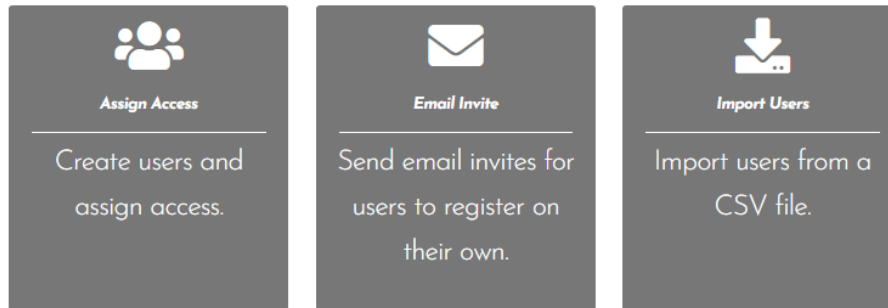 Assign Access
Create users and
assign access.
Email Invite
Send email invites for
users to register on
their own.
Import Users
Import users from a
CSV file.